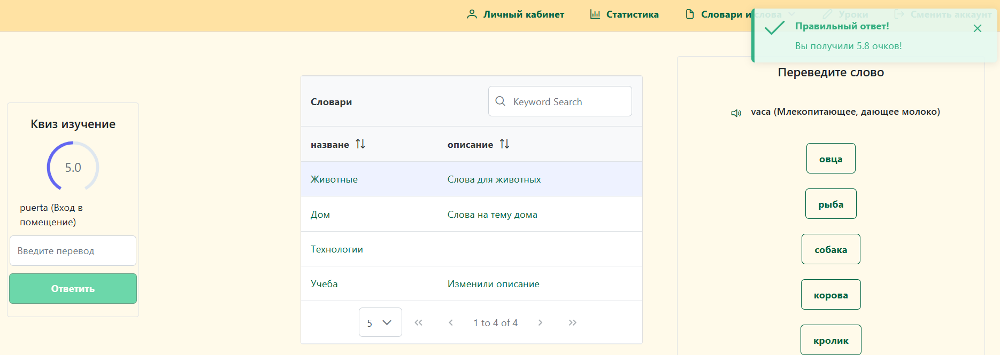 Личный кабинет
Статистика
Словари и слова
Уроки
Сменить аккаунт
Правильный ответ!
Вы получили 5.8 очков!
Квиз изучение
5.0
puerta (Вход в
помещение)
Введите перевод
Ответить
Словари
Keyword Search
назване
описание
Животные
Слова для животных
Дом
Слова на тему дома
Технологии
Учеба
Изменили описание
5
1 to 4 of 4
Переведите слово
vaca (Млекопитающее, дающее молоко)
овца
рыба
собака
корова
кролик